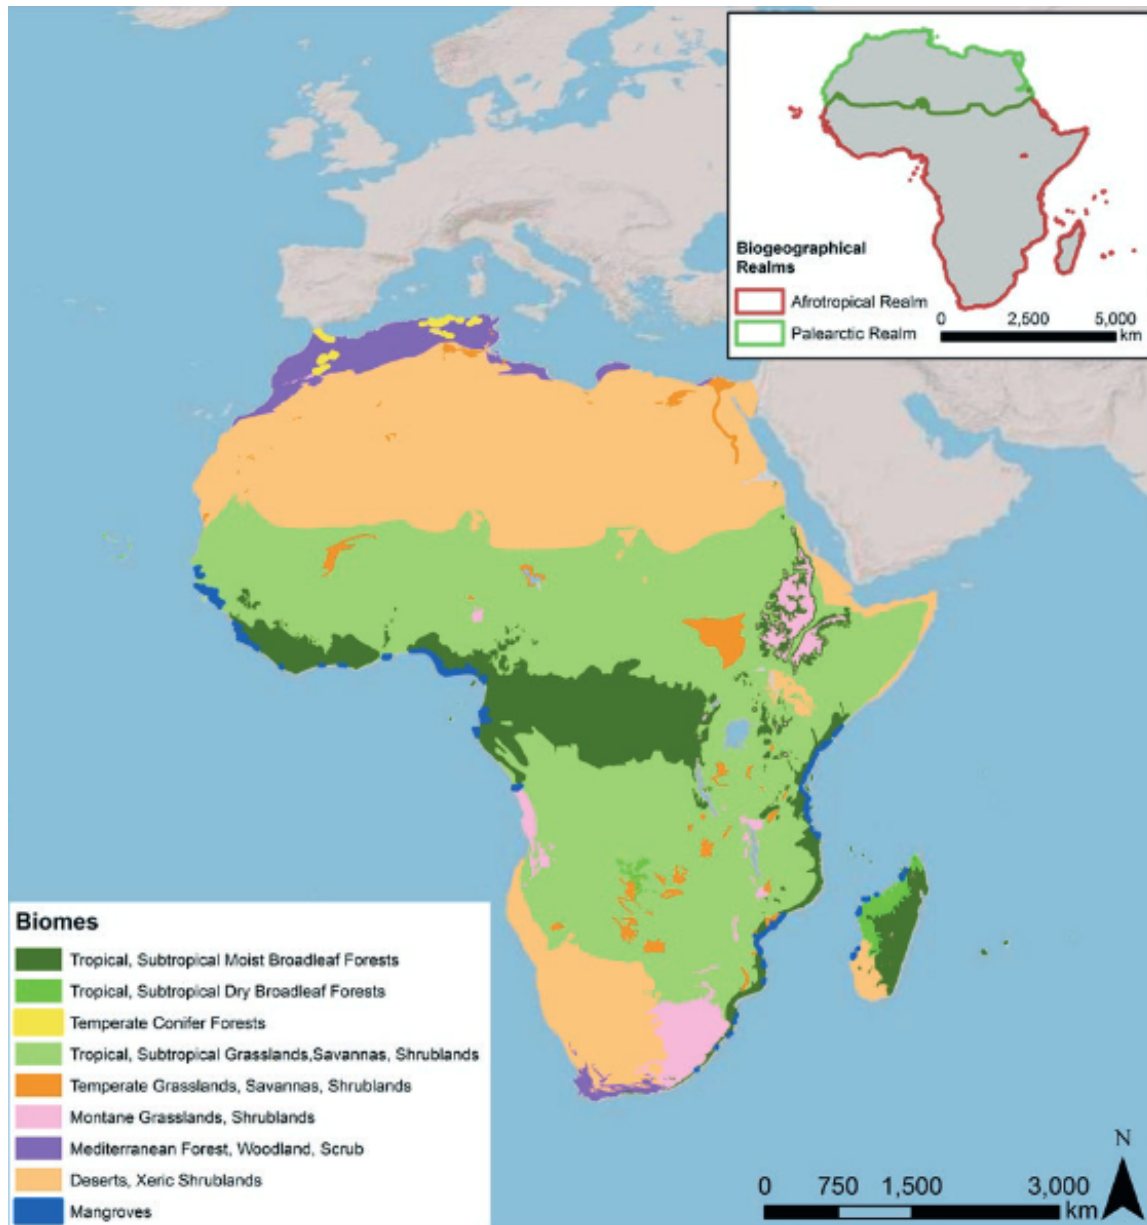 Biogeographical
Realms
Afrotropical Realm
Palearctic Realm
0 2,500 5,000
km
Biomes
Tropical, Subtropical Moist Broadleaf Forests
Tropical, Subtropical Dry Broadleaf Forests
Temperate Conifer Forests
Tropical, Subtropical Grasslands,Savannas, Shrublands
Temperate Grasslands, Savannas, Shrublands
Montane Grasslands, Shrublands
Mediterranean Forest, Woodland, Scrub
Deserts, Xeric Shrublands
Mangroves
N
0 750 1,500 3,000
km